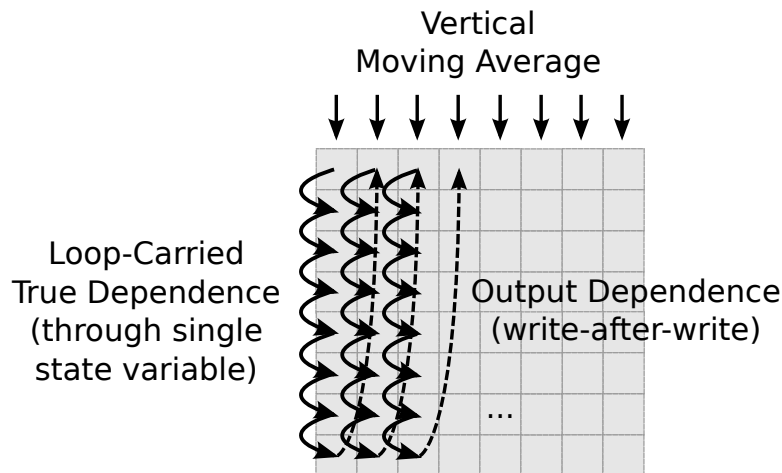 Vertical
Moving Average
Loop-Carried
True Dependence
(through single
state variable)
Output Dependence
(write-after-write)
...